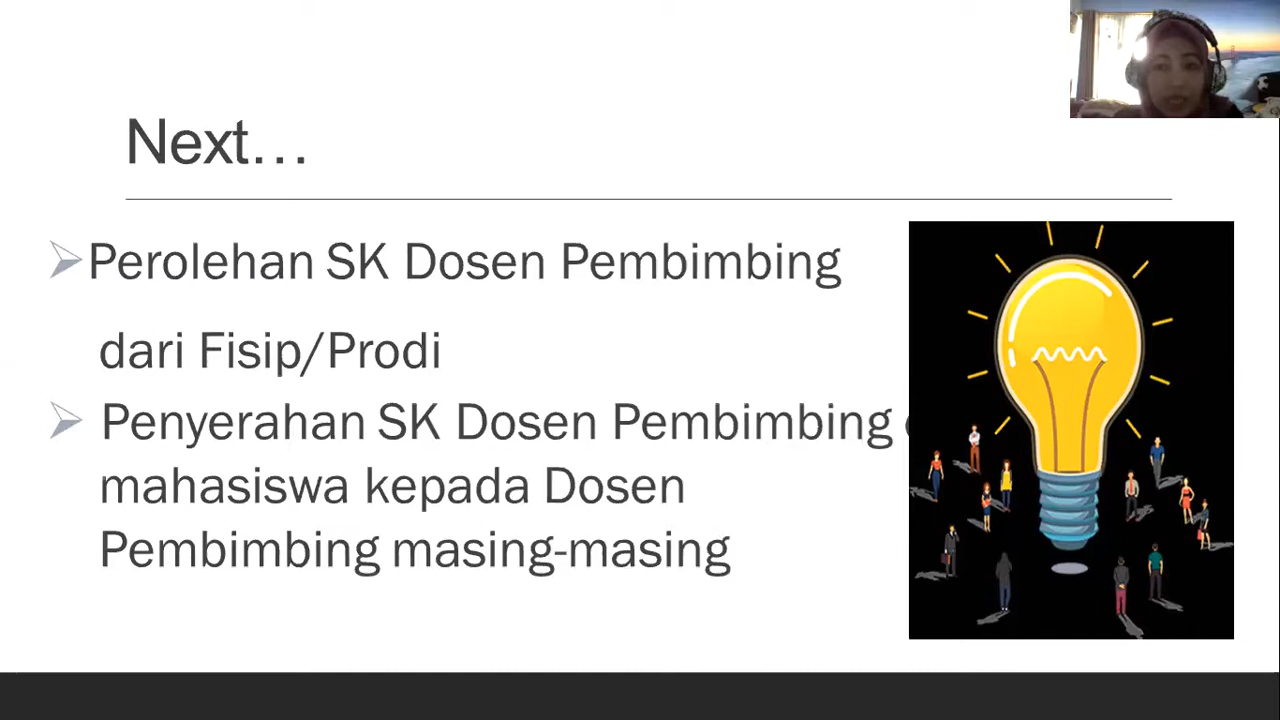 Next…
Perolehan SK Dosen Pembimbing
dari Fisip/Prodi
Penyerahan SK Dosen Pembimbing
mahasiswa kepada Dosen
Pembimbing masing-masing